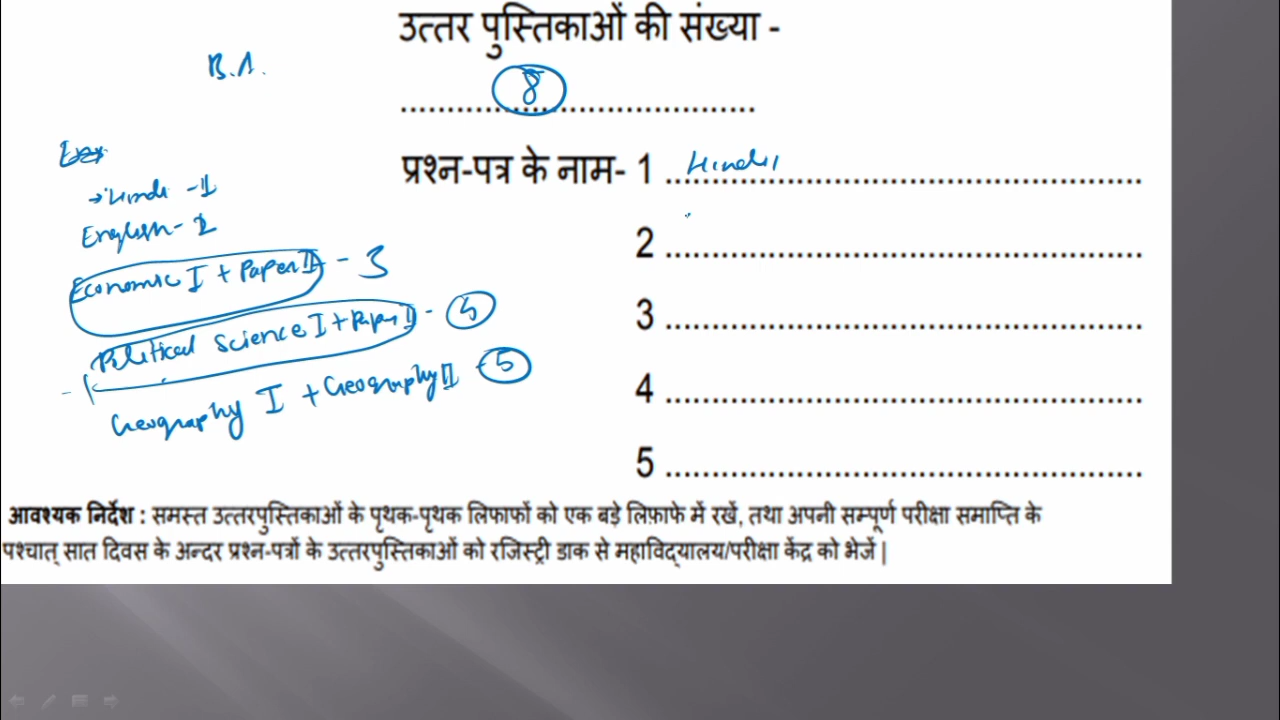 उत्तर पुस्तिकाओं की संख्या -
B.A.
........8........
प्रश्न-पत्र के नाम- 1 Hindi,
→Hindi -1
English- 2
2 ........
Economic I + Paper II - 3
3 ........
Political Science I + Paper II - 4
4 ........
Geography I + Geography II - 5
5 ........
आवश्यक निर्देश : समस्त उत्तरपुस्तिकाओं के पृथक-पृथक लिफाफों को एक बड़े लिफ़ाफे में रखें, तथा अपनी सम्पूर्ण परीक्षा समाप्ति के
पश्चात् सात दिवस के अन्दर प्रश्न-पत्रों के उत्तरपुस्तिकाओं को रजिस्ट्री डाक से महाविद्यालय/परीक्षा केंद्र को भेजें |